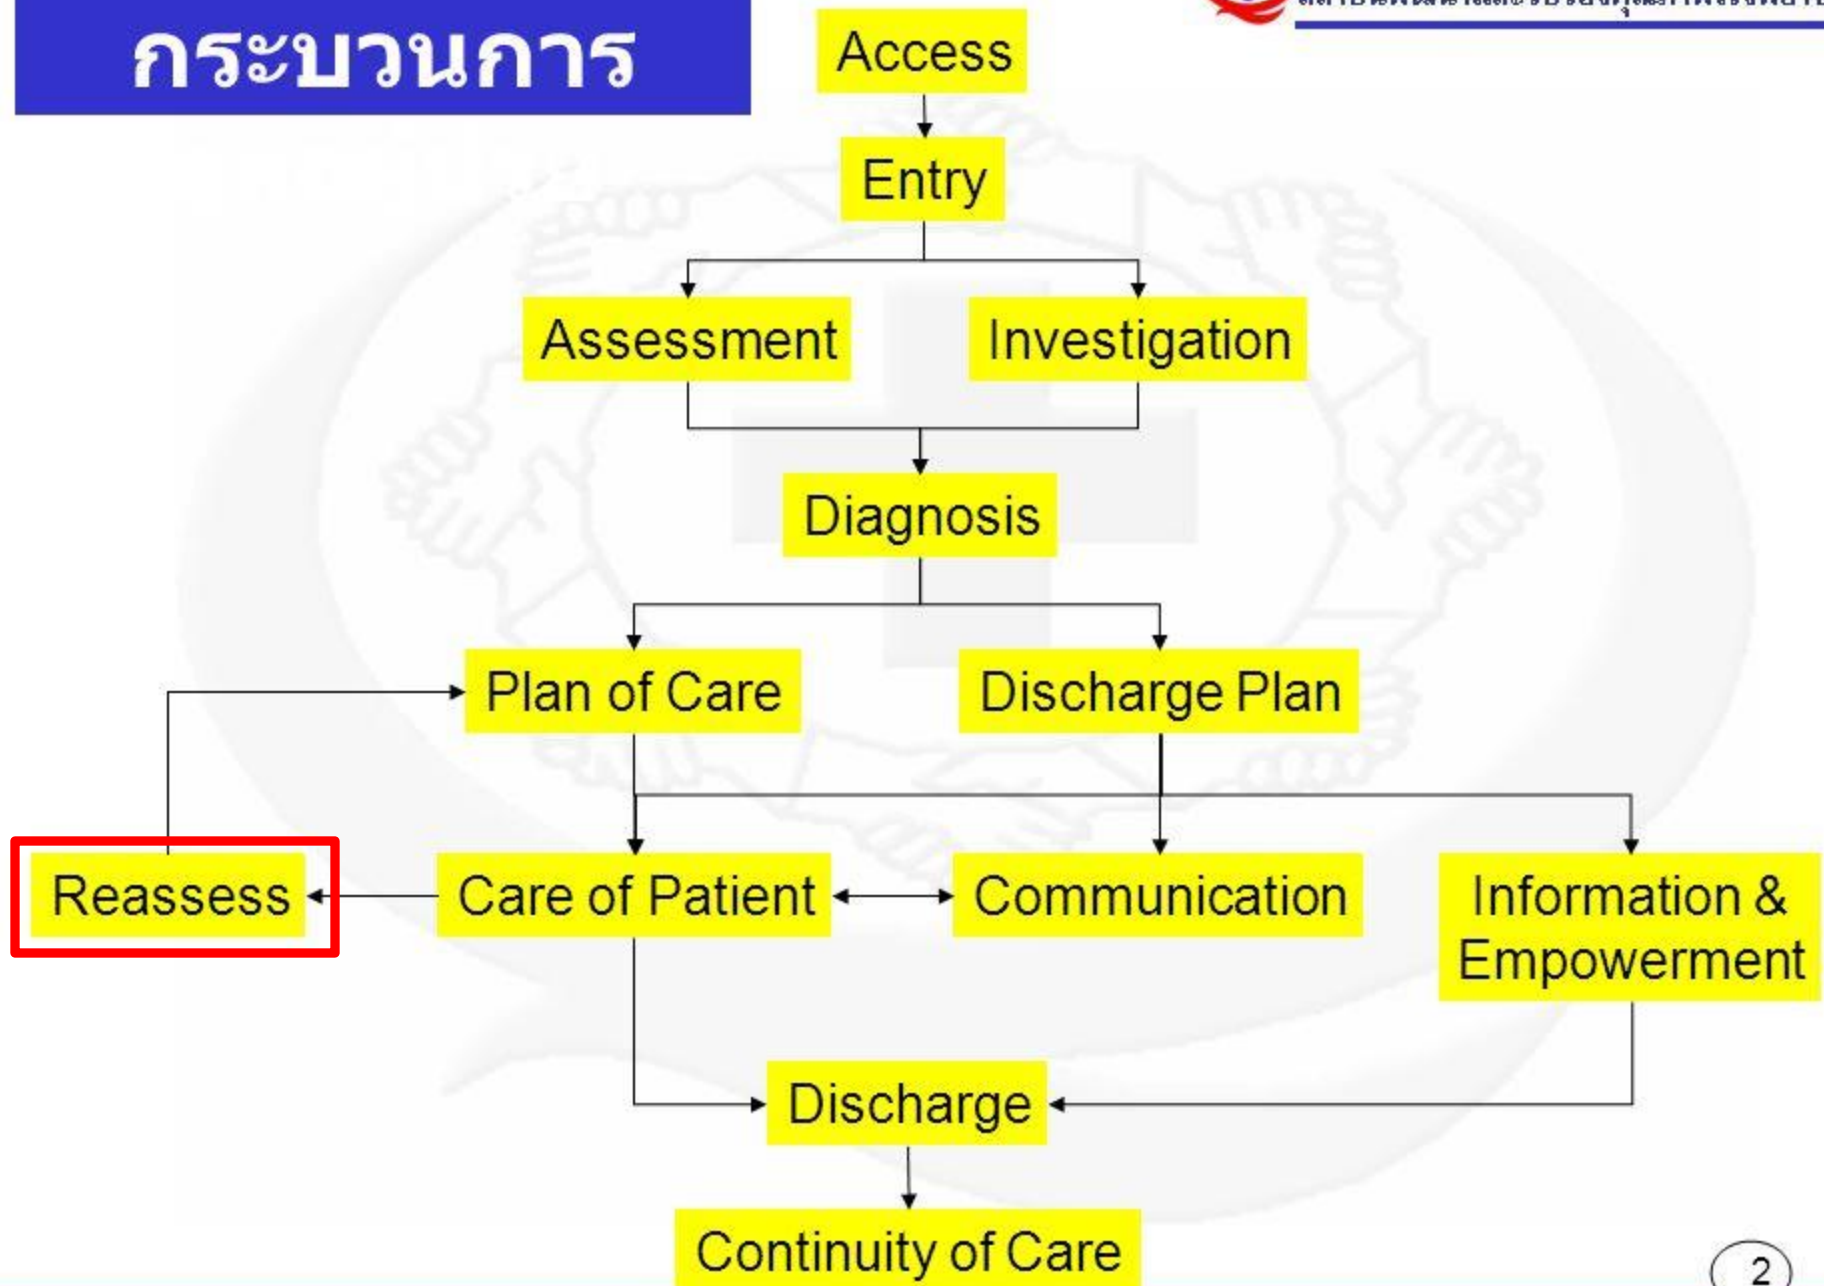 กระบวนการ
Access
Entry
Assessment
Investigation
Diagnosis
Plan of Care
Discharge Plan
Reassess
Care of Patient
Communication
Information &
Empowerment
Discharge
Continuity of Care
2